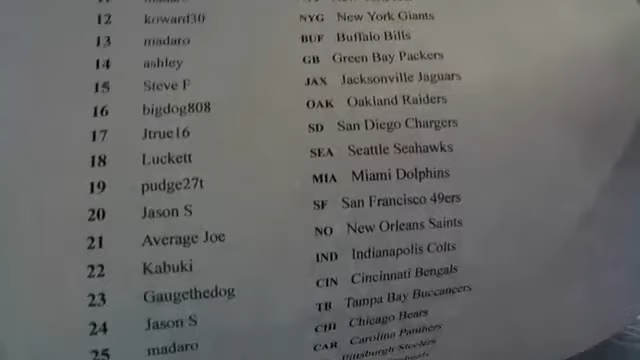 12 koward30 NYG New York Giants
13 madaro BUF Buffalo Bills
14 ashley GB Green Bay Packers
15 Steve F JAX Jacksonville Jaguars
16 bigdog808 OAK Oakland Raiders
17 Jtrue16 SD San Diego Chargers
18 Luckett SEA Seattle Seahawks
19 pudge27t MIA Miami Dolphins
20 Jason S SF San Francisco 49ers
21 Average Joe NO New Orleans Saints
22 Kabuki IND Indianapolis Colts
23 Gaugethedog CIN Cincinnati Bengals
24 Jason S TB Tampa Bay Buccaneers
25 madaro CHI Chicago Bears
CAR Carolina Panthers
Pittsburgh Steelers